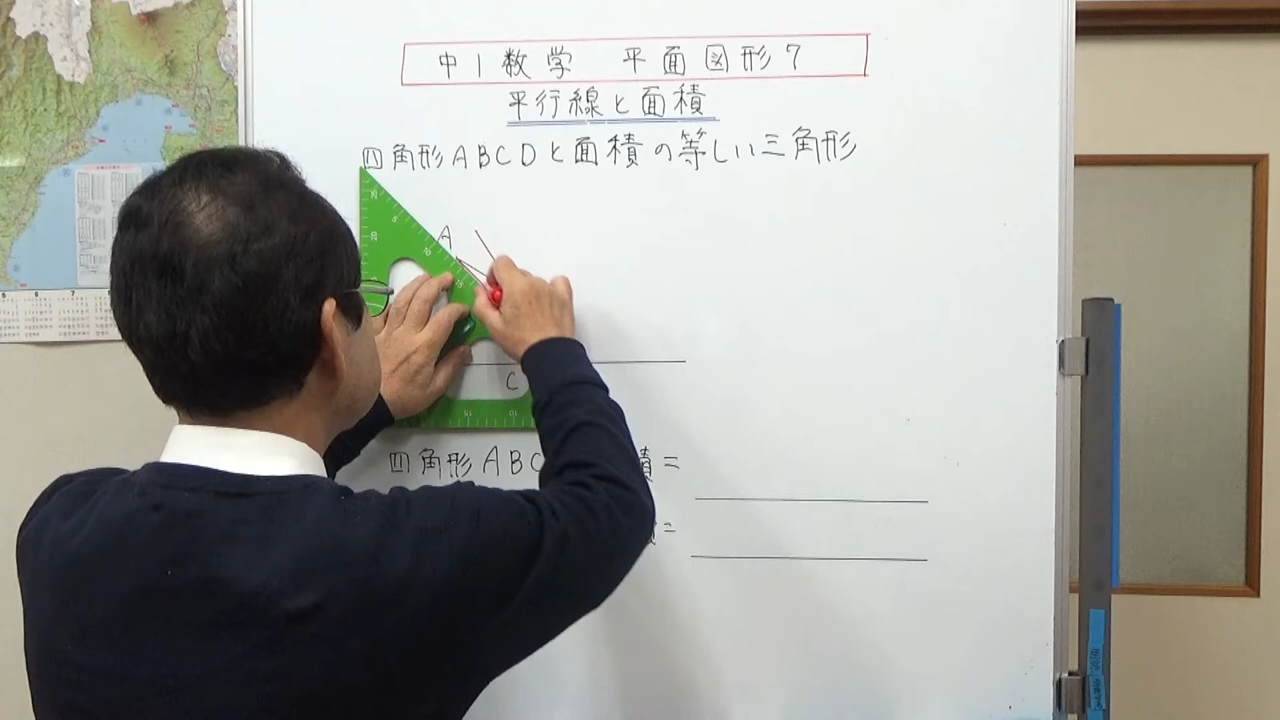 中1数学 平面図形7
平行線と面積
四角形ABCDと面積の等しい三角形
A
C
四角形ABC 積=
=